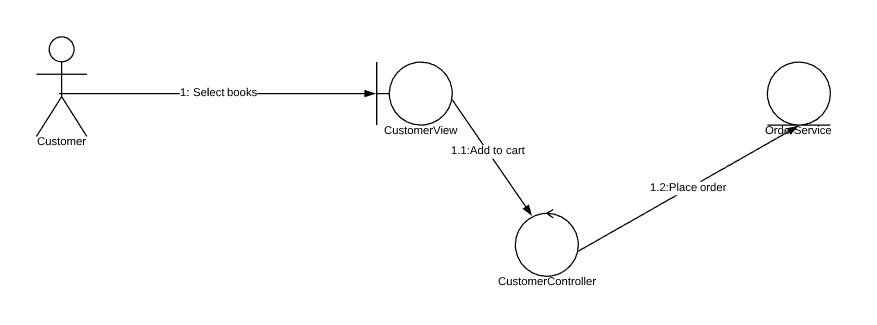 1: Select books
Customer
CustomerView
OrderService
1.1:Add to cart
1.2:Place order
CustomerController